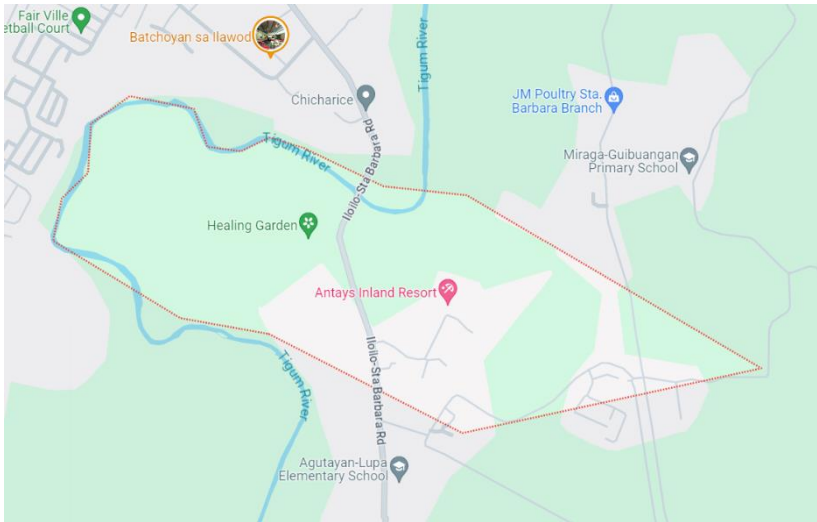 Fair Ville
etball Court
Batchoyan sa Ilawod
Tigum River
Chicharice
JM Poultry Sta.
Barbara Branch
Iloilo-Sta Barbara Rd
Tigum River
Miraga-Guibuangan
Primary School
Healing Garden
Antays Inland Resort
Tigum River
Iloilo-Sta Barbara Rd
Agutayan-Lupa
Elementary School